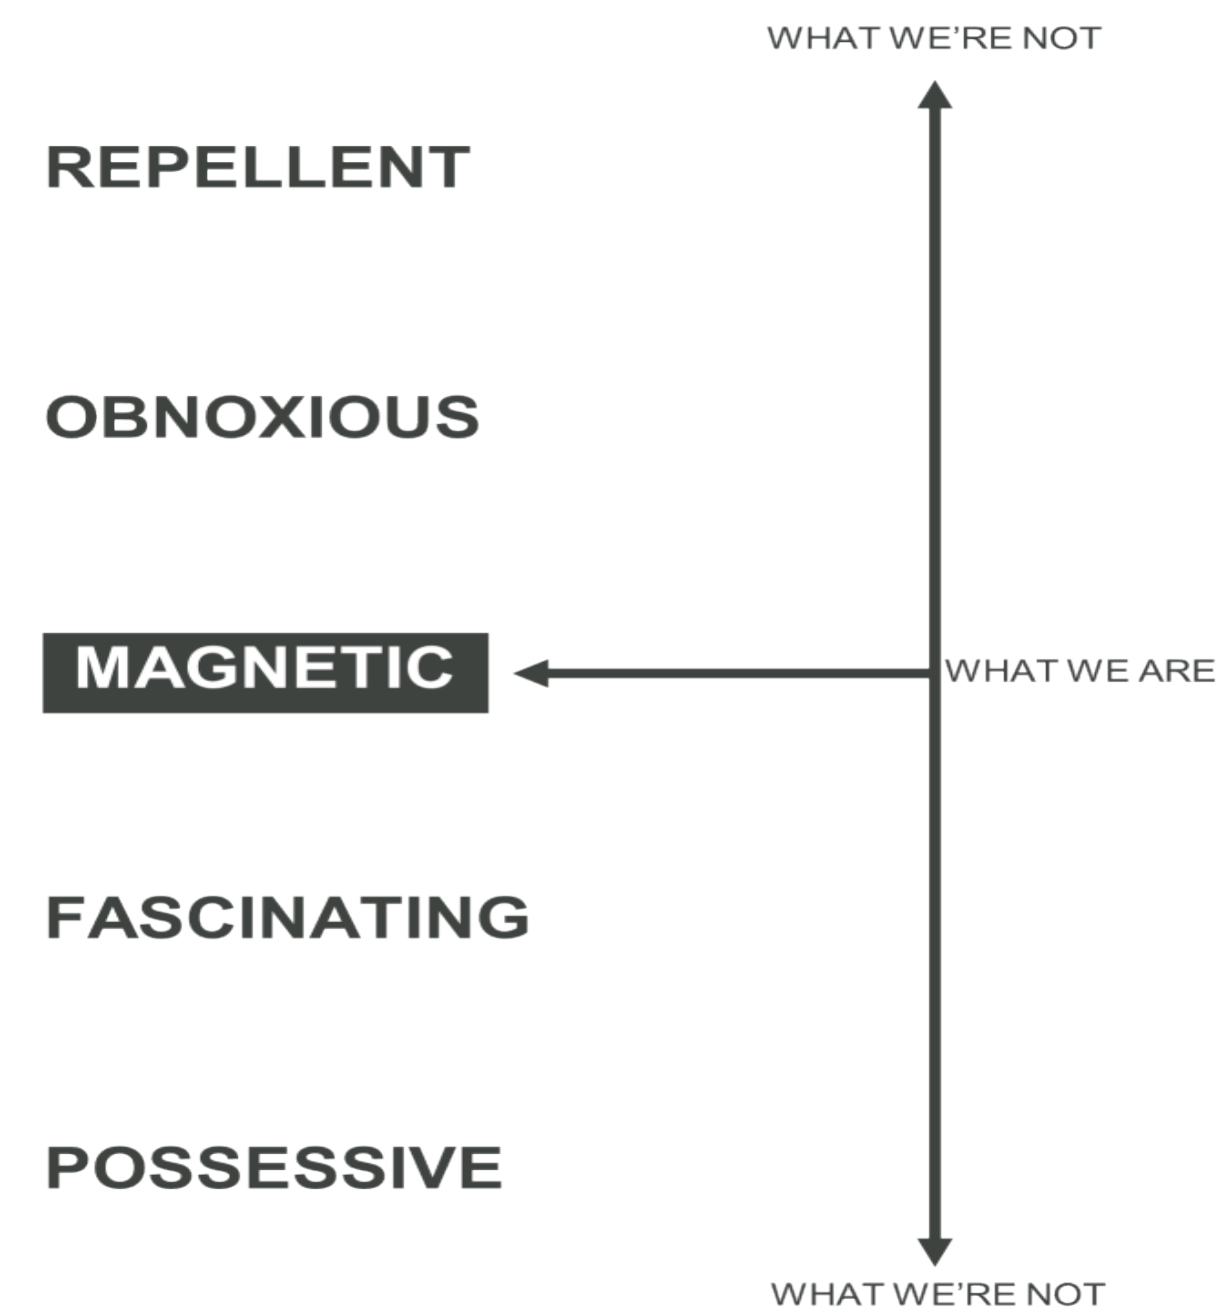 WHAT WE'RE NOT
REPELLENT
OBNOXIOUS
MAGNETIC
WHAT WE ARE
FASCINATING
POSSESSIVE
WHAT WE'RE NOT